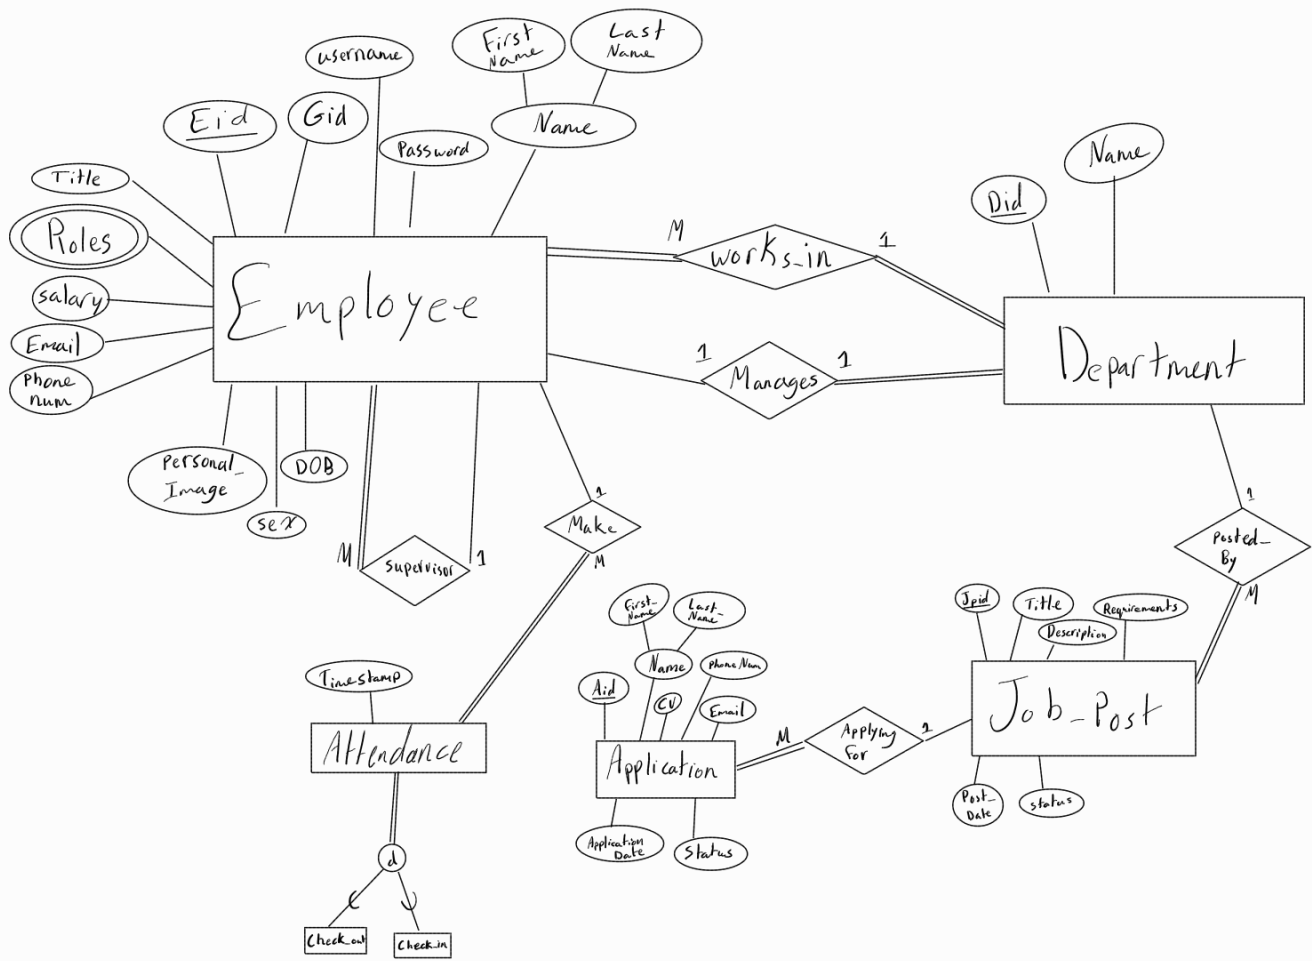 username
First
Name
Last
Name
Eid
Gid
Password
Name
Title
Roles
salary
Email
Phone
num
Employee
M
works_in
1
Did
Name
1
Manages
1
Department
Personal_
Image
DOB
sex
M
supervisor
1
1
Make
M
1
Posted_
By
M
Timestamp
Attendance
d
Check_out
Check_in
First_
Name
Last_
Name
Name
Phone Num
Aid
CV
Email
Application
Application
Date
Status
M
Applying
for
1
Jpid
Title
Description
Requirements
Job_Post
Post_
Date
status